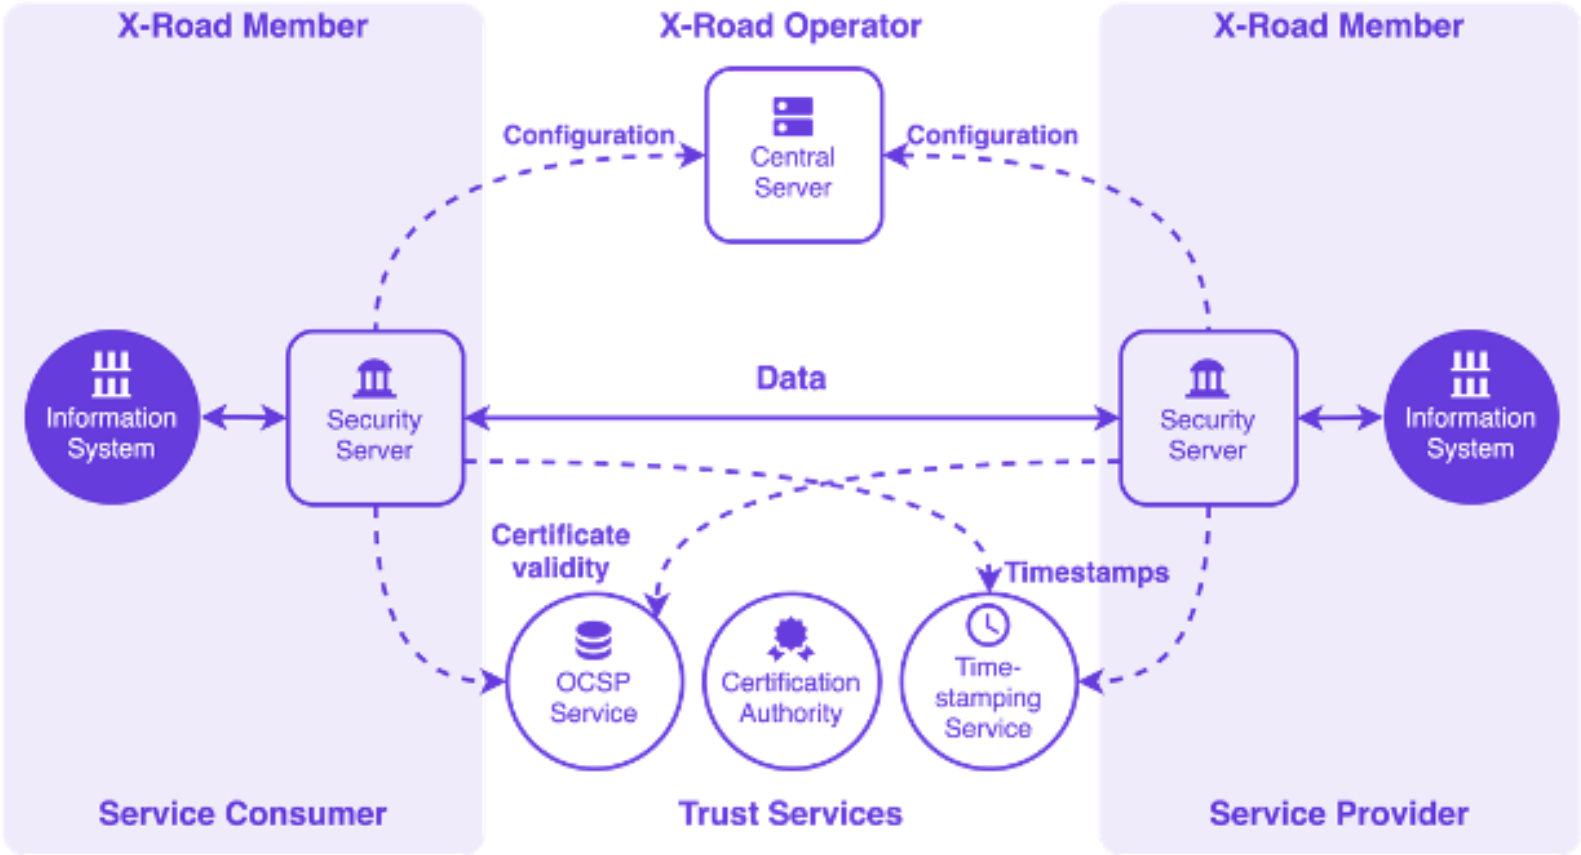 X-Road Member
X-Road Operator
X-Road Member
Configuration
Configuration
Central
Server
Data
Information
System
Security
Server
Security
Server
Information
System
Certificate
validity
Timestamps
OCSP
Service
Certification
Authority
Time-
stamping
Service
Service Consumer
Trust Services
Service Provider